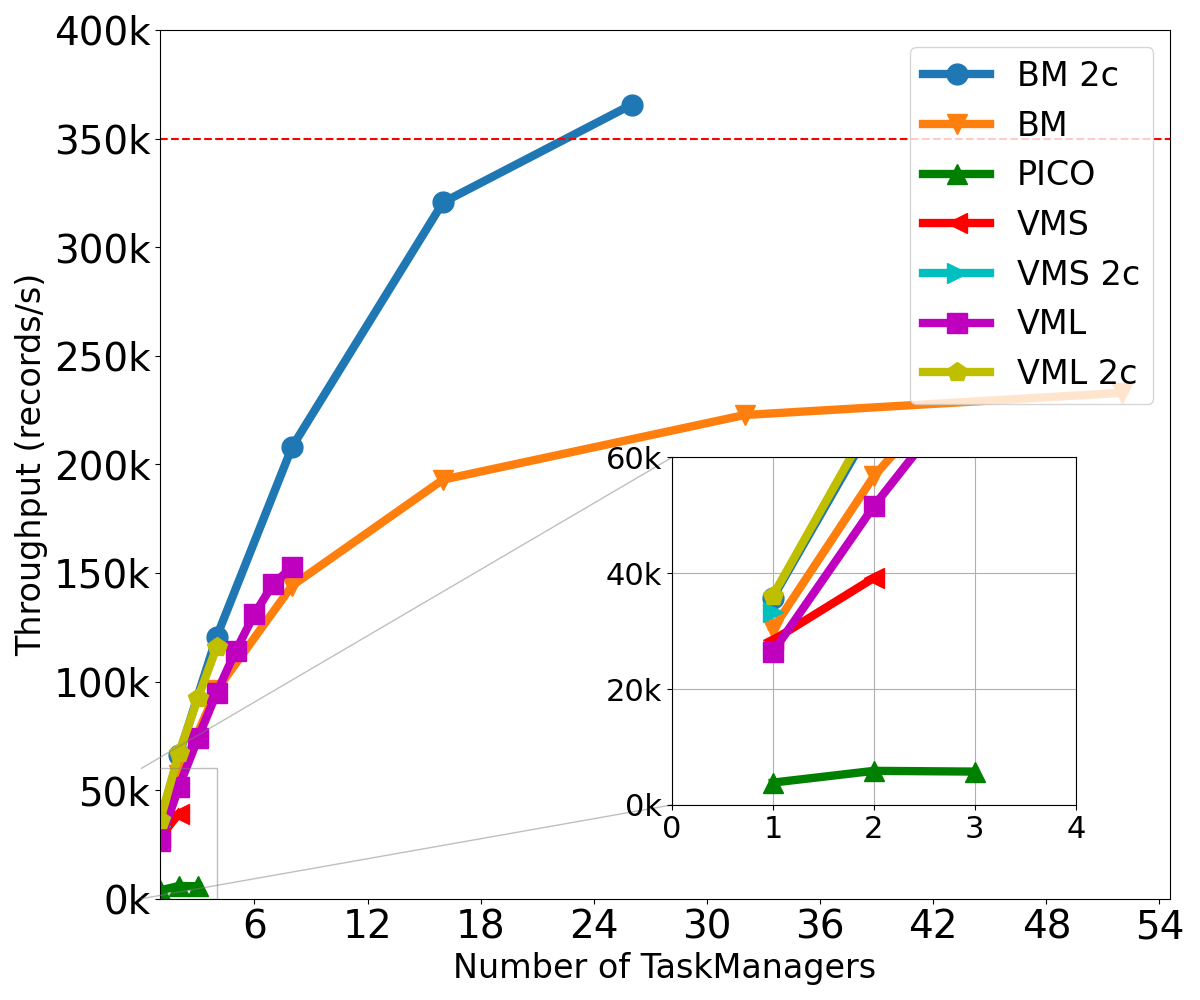 400k
350k
300k
250k
200k
150k
100k
50k
0k
Throughput (records/s)
BM 2c
BM
PICO
VMS
VMS 2c
VML
VML 2c
60k
40k
20k
0k
0 1 2 3 4
6 12 18 24 30 36 42 48 54
Number of TaskManagers